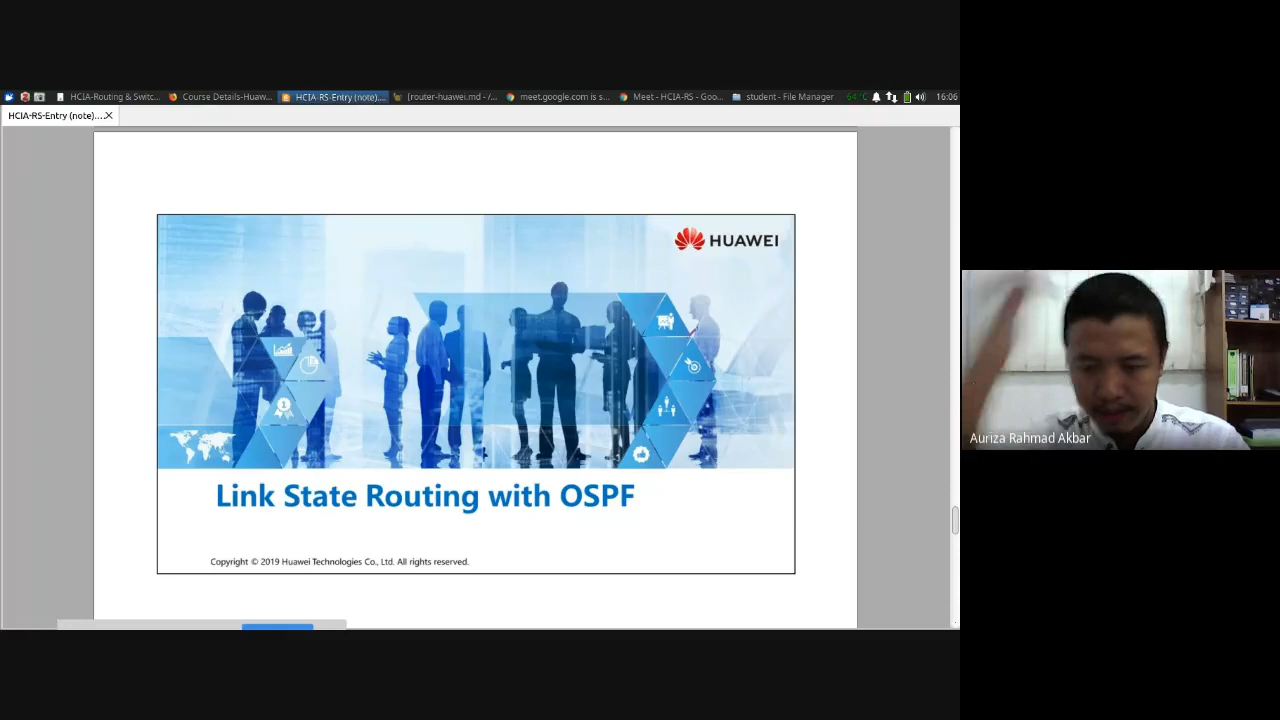 HCIA-Routing & Switc...
Course Details-Huaw...
HCIA-RS-Entry (note)....
(router-huawei.md - /...
meet.google.com is s...
Meet - HCIA-RS - Goo...
student - File Manager
64°C
16:06
HCIA-RS-Entry (note)....
HUAWEI
1
Link State Routing with OSPF
Copyright © 2019 Huawei Technologies Co., Ltd. All rights reserved.
Auriza Rahmad Akbar